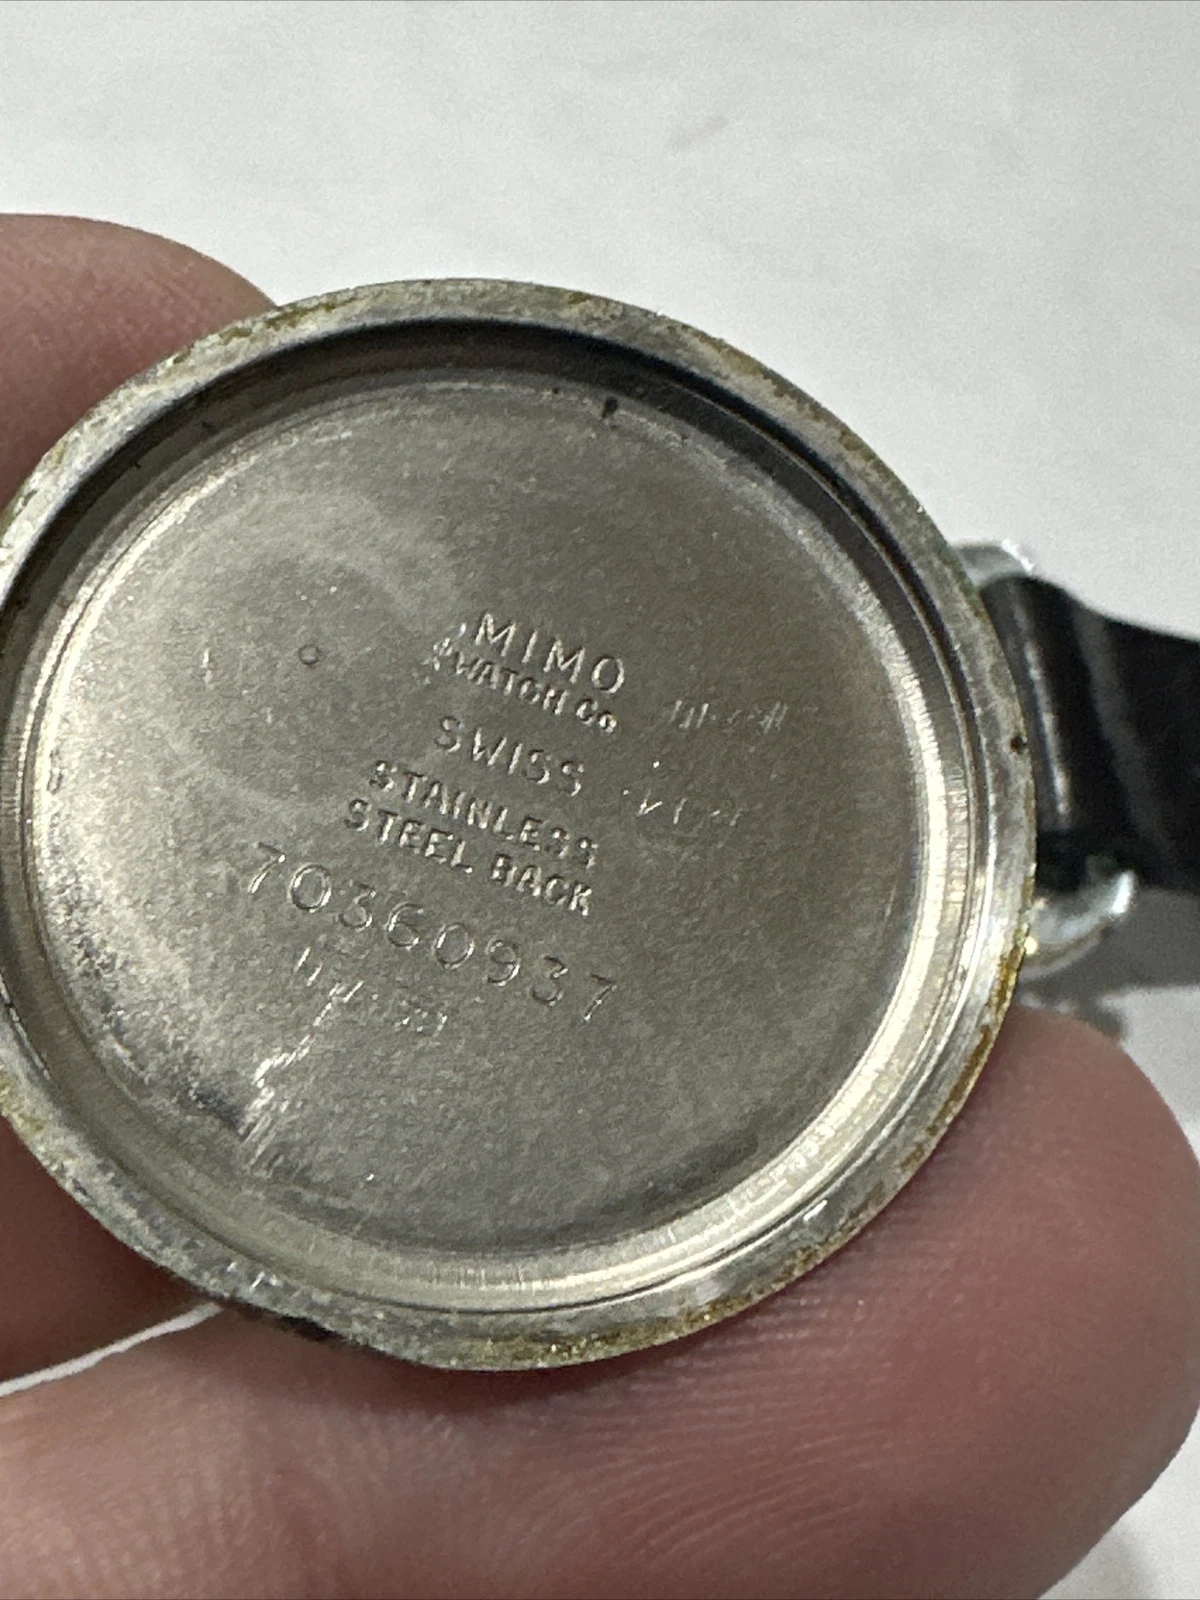 MIMO
WATCH CO
SWISS
STAINLESS
STEEL BACK
70360937